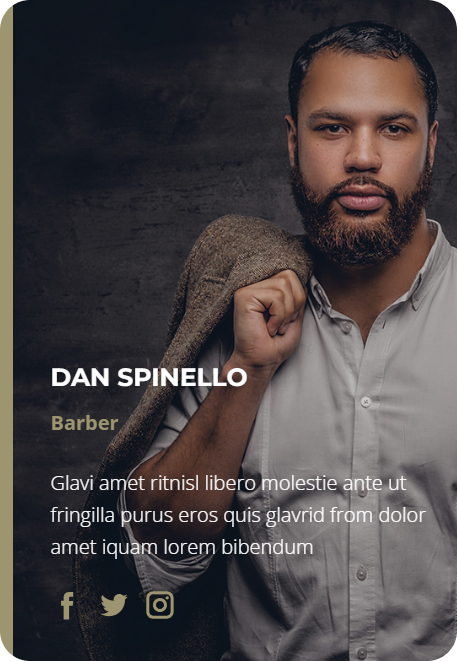 DAN SPINELLO
Barber
Glavi amet ritnisl libero molestie ante ut
fringilla purus eros quis glavrid from dolor
amet iquam lorem bibendum